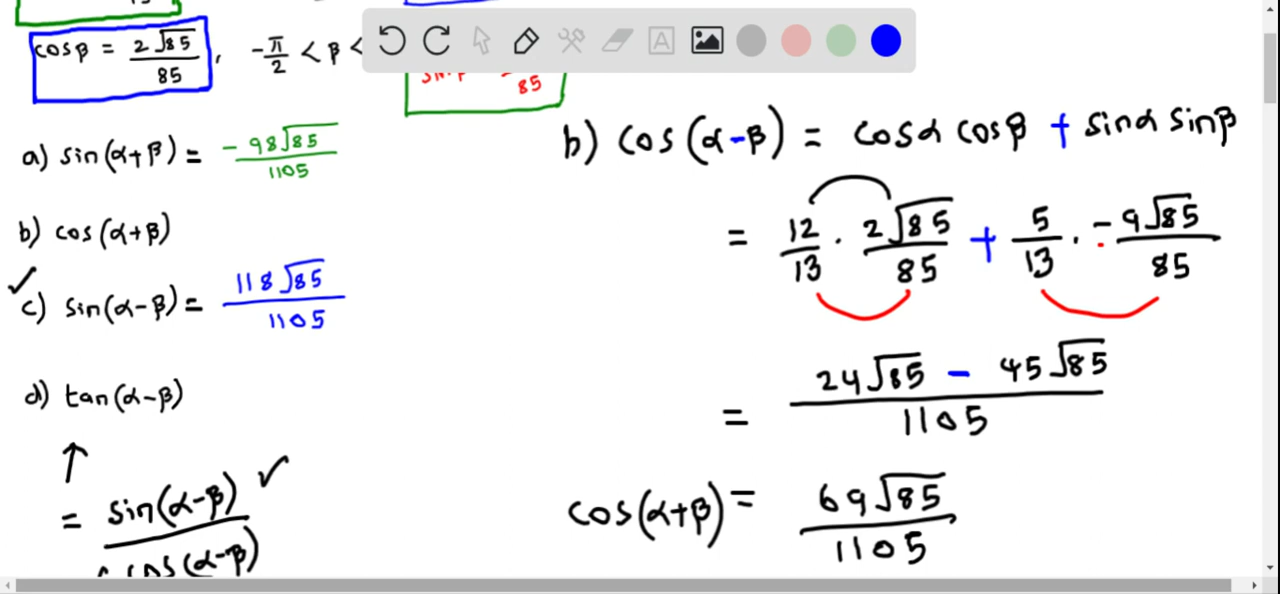 cosβ = 2√85/85, -π/2 < β <
85
a) sin(α+β) = -98√85/1105
b) cos(α+β)
c) sin(α-β) = 118√85/1105
d) tan(α-β)
↑
= sin(α-β)/cos(α-β) ✓
b) cos(α-β) = cosα cosβ + sinα sinβ
= 12/13 · 2√85/85 + 5/13 · -9√85/85
= 24√85 - 45√85/1105
cos(α+β) = 69√85/1105